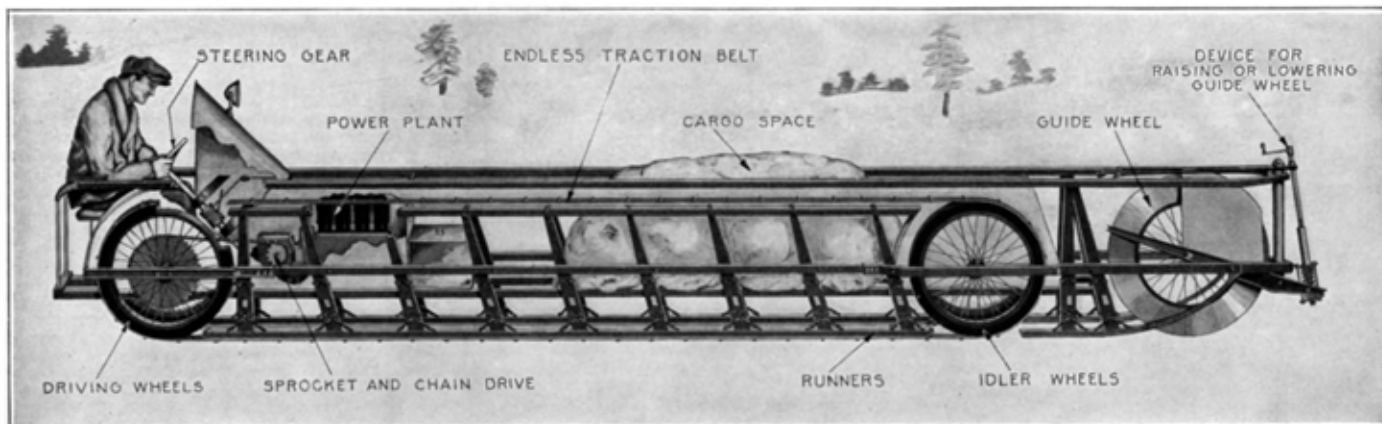 STEERING GEAR
ENDLESS TRACTION BELT
DEVICE FOR
RAISING OR LOWERING
GUIDE WHEEL
POWER PLANT
CARGO SPACE
GUIDE WHEEL
DRIVING WHEELS
SPROCKET AND CHAIN DRIVE
RUNNERS
IDLER WHEELS